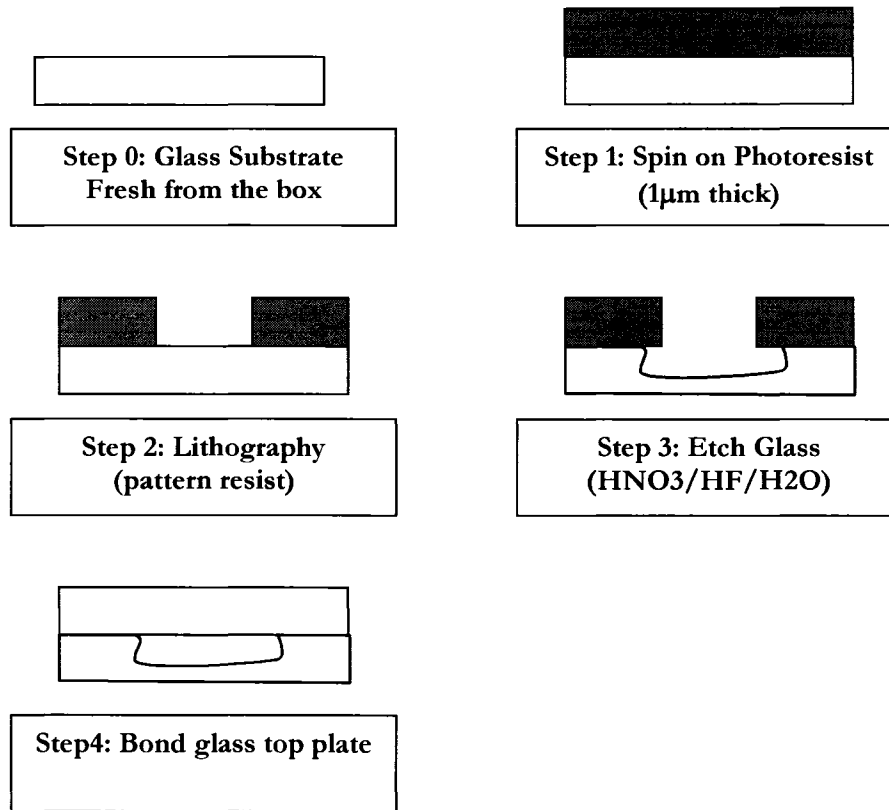 Step 0: Glass Substrate
Fresh from the box
Step 1: Spin on Photoresist
(1μm thick)
Step 2: Lithography
(pattern resist)
Step 3: Etch Glass
(HNO3/HF/H2O)
Step4: Bond glass top plate